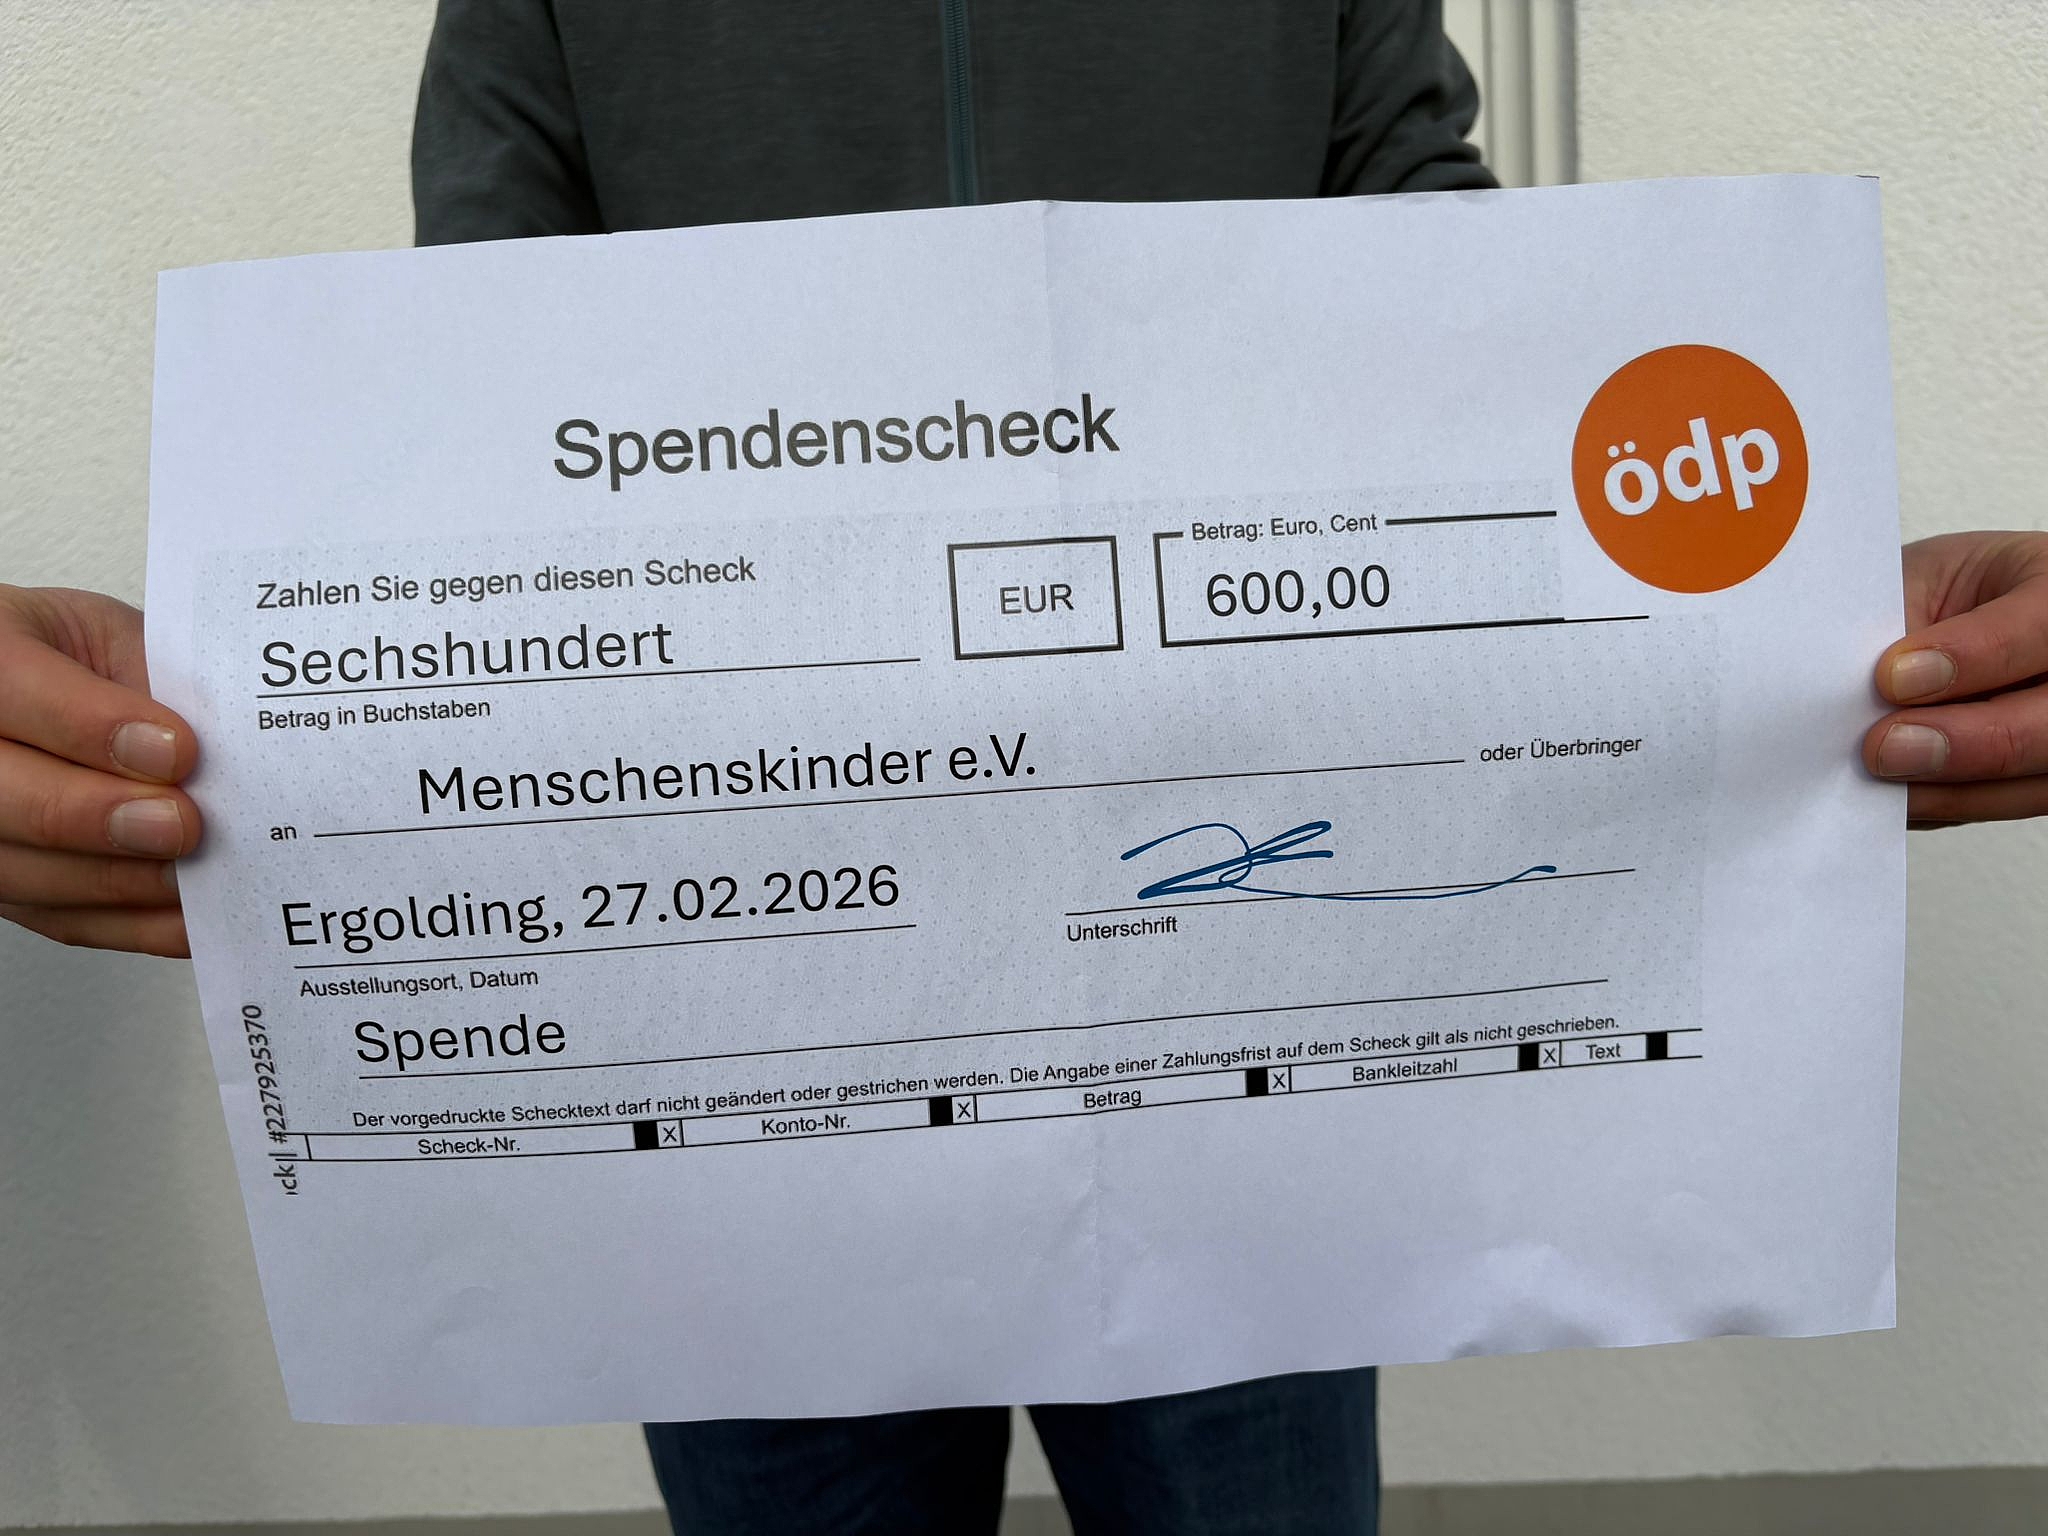 Spendenscheck
ödp
Zahlen Sie gegen diesen Scheck
Sechshundert
EUR
Betrag: Euro, Cent
600,00
Betrag in Buchstaben
an Menschenskinder e.V. oder Überbringer
Ergolding, 27.02.2026
Ausstellungsort, Datum
Unterschrift
Spende
Der vorgedruckte Schecktext darf nicht geändert oder gestrichen werden. Die Angabe einer Zahlungsfrist auf dem Scheck gilt als nicht geschrieben.
Scheck-Nr. X Konto-Nr. X Betrag X Bankleitzahl X Text
#227925370